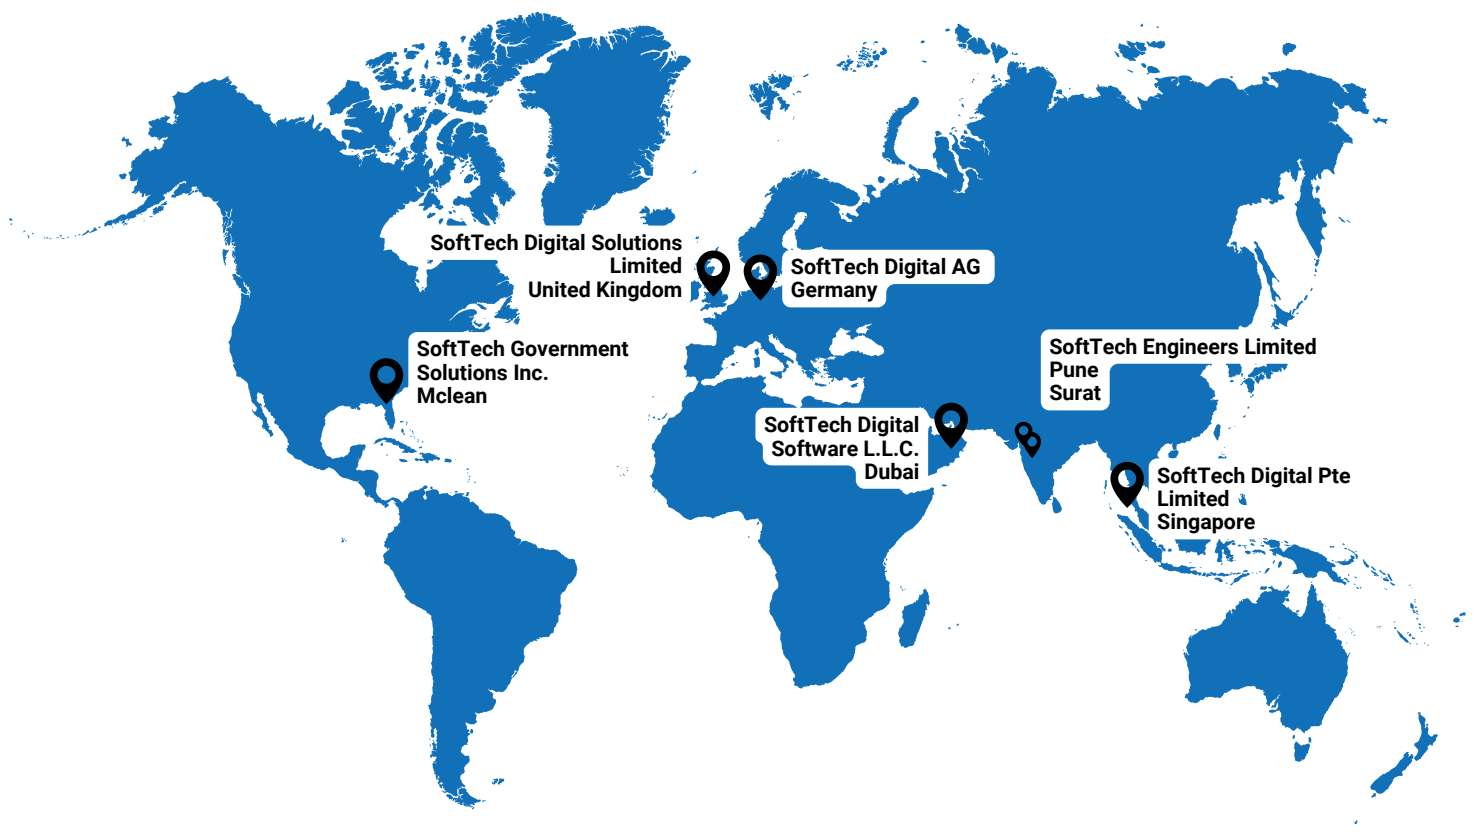 SoftTech Digital Solutions
Limited
United Kingdom
SoftTech Digital AG
Germany
SoftTech Government
Solutions Inc.
Mclean
SoftTech Engineers Limited
Pune
Surat
SoftTech Digital
Software L.L.C.
Dubai
SoftTech Digital Pte
Limited
Singapore